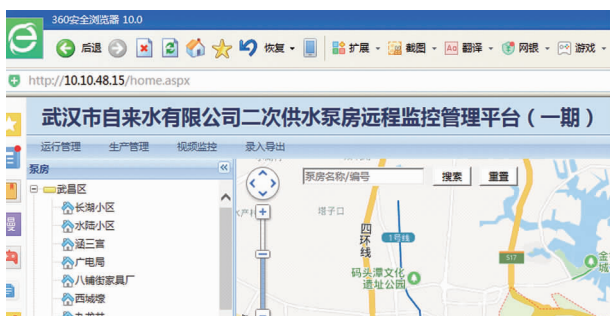 360安全浏览器 10.0
后退 恢复 扩展 截图 翻译 网银 游戏
http://10.10.48.15/home.aspx
武汉市自来水有限公司二次供水泵房远程监控管理平台（一期）
运行管理 生产管理 视频监控 录入导出
泵房
泵房名称/编号 搜索 重置
武昌区
长湖小区
水陆小区
涵三宫
广电局
八铺街家具厂
西城壕
塔子口
四环线
1号线
码头潭文化
遗址公园
S17
金
城